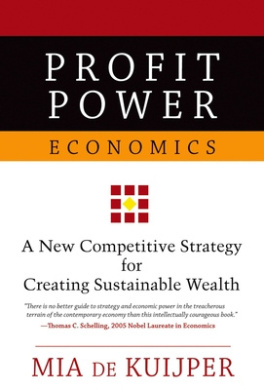 PROFIT
POWER
ECONOMICS
A New Competitive Strategy
for
Creating Sustainable Wealth
"There is no better guide to strategy and economic power in the treacherous
terrain of the contemporary economy than this intellectually courageous book."
—Thomas C. Schelling, 2005 Nobel Laureate in Economics
MIA DE KUIJPER